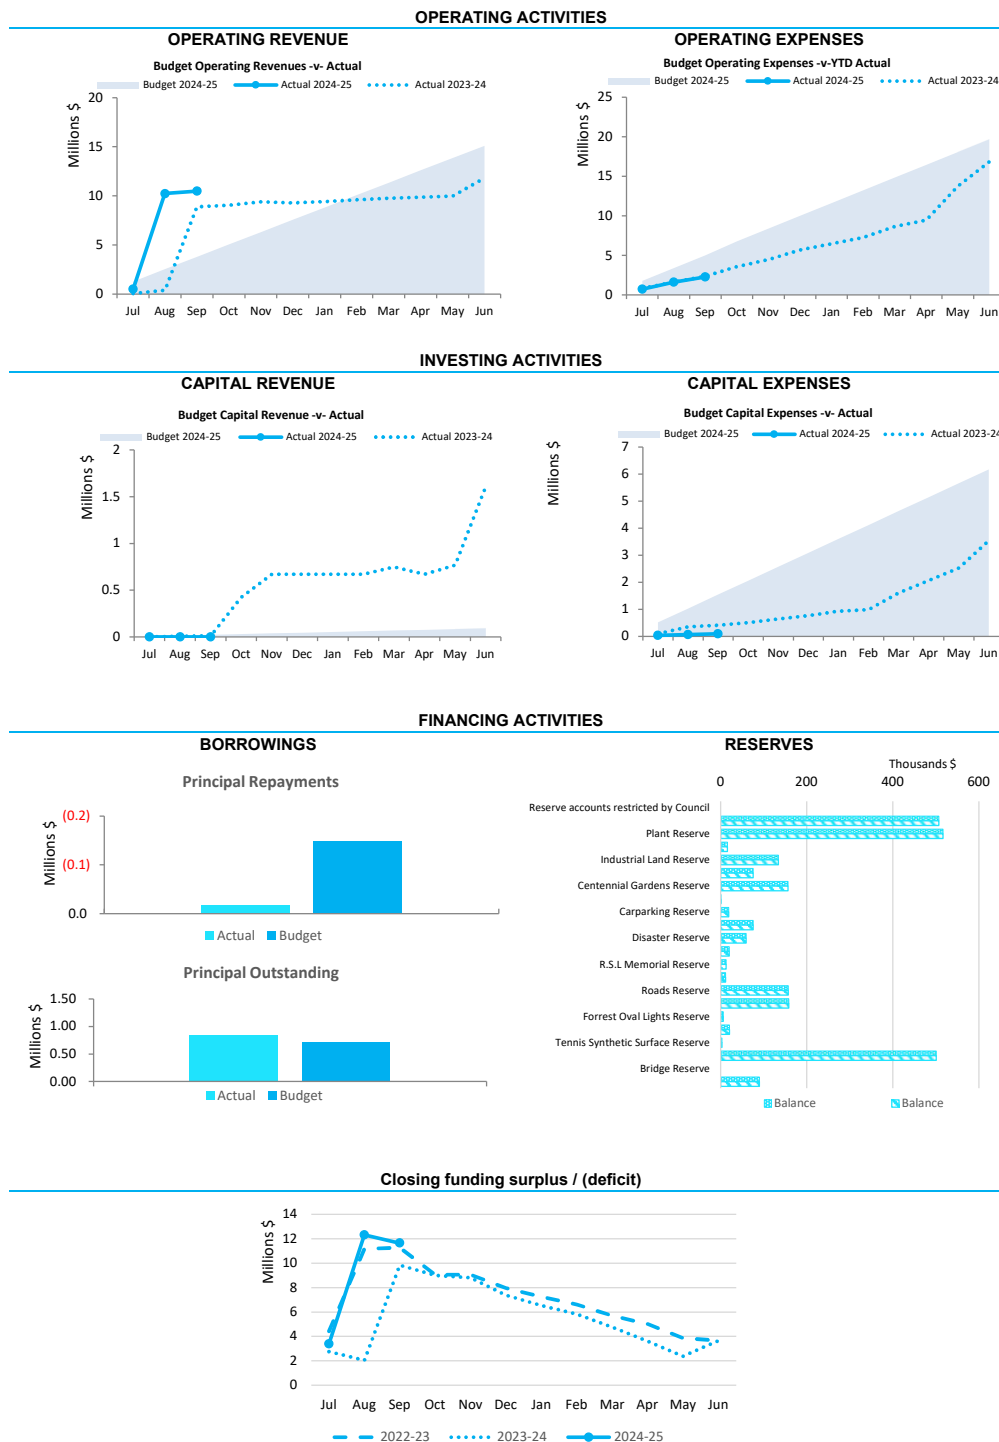 OPERATING ACTIVITIES
OPERATING REVENUE
Budget Operating Revenues -v- Actual
Budget 2024-25 Actual 2024-25 Actual 2023-24
Millions $
20
15
10
5
0
Jul Aug Sep Oct Nov Dec Jan Feb Mar Apr May Jun
OPERATING EXPENSES
Budget Operating Expenses -v-YTD Actual
Budget 2024-25 Actual 2024-25 Actual 2023-24
Millions $
25
20
15
10
5
0
Jul Aug Sep Oct Nov Dec Jan Feb Mar Apr May Jun
INVESTING ACTIVITIES
CAPITAL REVENUE
Budget Capital Revenue -v- Actual
Budget 2024-25 Actual 2024-25 Actual 2023-24
Millions $
2
1.5
1
0.5
0
Jul Aug Sep Oct Nov Dec Jan Feb Mar Apr May Jun
CAPITAL EXPENSES
Budget Capital Expenses -v- Actual
Budget 2024-25 Actual 2024-25 Actual 2023-24
Millions $
7
6
5
4
3
2
1
0
Jul Aug Sep Oct Nov Dec Jan Feb Mar Apr May Jun
FINANCING ACTIVITIES
BORROWINGS
Principal Repayments
Millions $
(0.2)
(0.1)
0.0
Actual Budget
Principal Outstanding
Millions $
1.50
1.00
0.50
0.00
Actual Budget
RESERVES
Thousands $
0 200 400 600
Reserve accounts restricted by Council
Plant Reserve
Industrial Land Reserve
Centennial Gardens Reserve
Carparking Reserve
Disaster Reserve
R.S.L Memorial Reserve
Roads Reserve
Forrest Oval Lights Reserve
Tennis Synthetic Surface Reserve
Bridge Reserve
Balance Balance
Closing funding surplus / (deficit)
Millions $
14
12
10
8
6
4
2
0
Jul Aug Sep Oct Nov Dec Jan Feb Mar Apr May Jun
2022-23 2023-24 2024-25